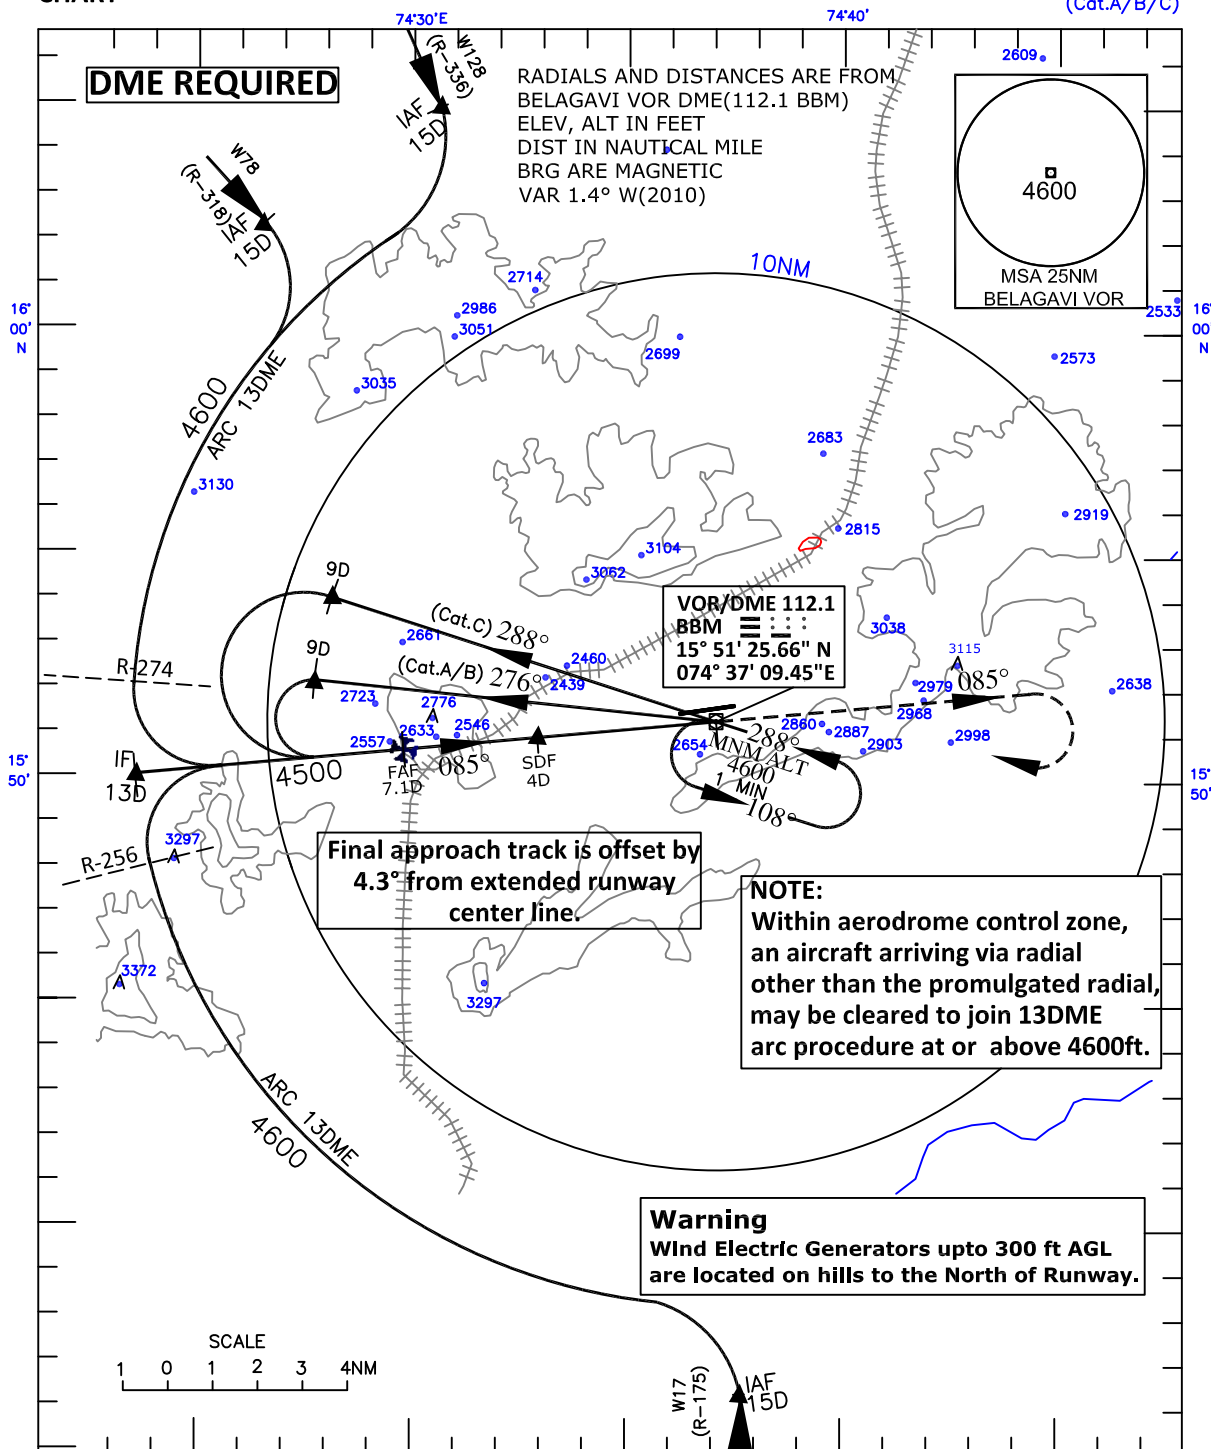 CHART
(Cat.A/B/C)
74°30'E
74°40'
DME REQUIRED
W128
(R-336)
IAF
15D
RADIALS AND DISTANCES ARE FROM
BELAGAVI VOR DME(112.1 BBM)
ELEV, ALT IN FEET
DIST IN NAUTICAL MILE
BRG ARE MAGNETIC
VAR 1.4° W(2010)
2609
4600
MSA 25NM
BELAGAVI VOR
W78
(R-318)
IAF
15D
10NM
2714
2986
3051
2699
3035
2533
2573
16°
00'
N
16°
00'
N
4600
ARC 13DME
3130
2683
2815
2919
3104
3062
9D
(Cat.C) 288°
2661
9D
(Cat.A/B) 276°
2460
2439
VOR/DME 112.1
BBM
15° 51' 25.66" N
074° 37' 09.45"E
3038
3115
085°
2979
2968
2638
2998
R-274
2723
2776
2633
2546
2557
2860
2887
2903
2654
IF
13D
4500
FAF
7.1D
085°
SDF
4D
288°
MNM ALT
4600
1 MIN
108°
15°
50'
15°
50'
3297
R-256
Final approach track is offset by
4.3° from extended runway
center line.
NOTE:
Within aerodrome control zone,
an aircraft arriving via radial
other than the promulgated radial,
may be cleared to join 13DME
arc procedure at or above 4600ft.
3372
3297
ARC 13DME
4600
Warning
Wind Electric Generators upto 300 ft AGL
are located on hills to the North of Runway.
SCALE
1 0 1 2 3 4NM
W17
(R-175)
IAF
15D